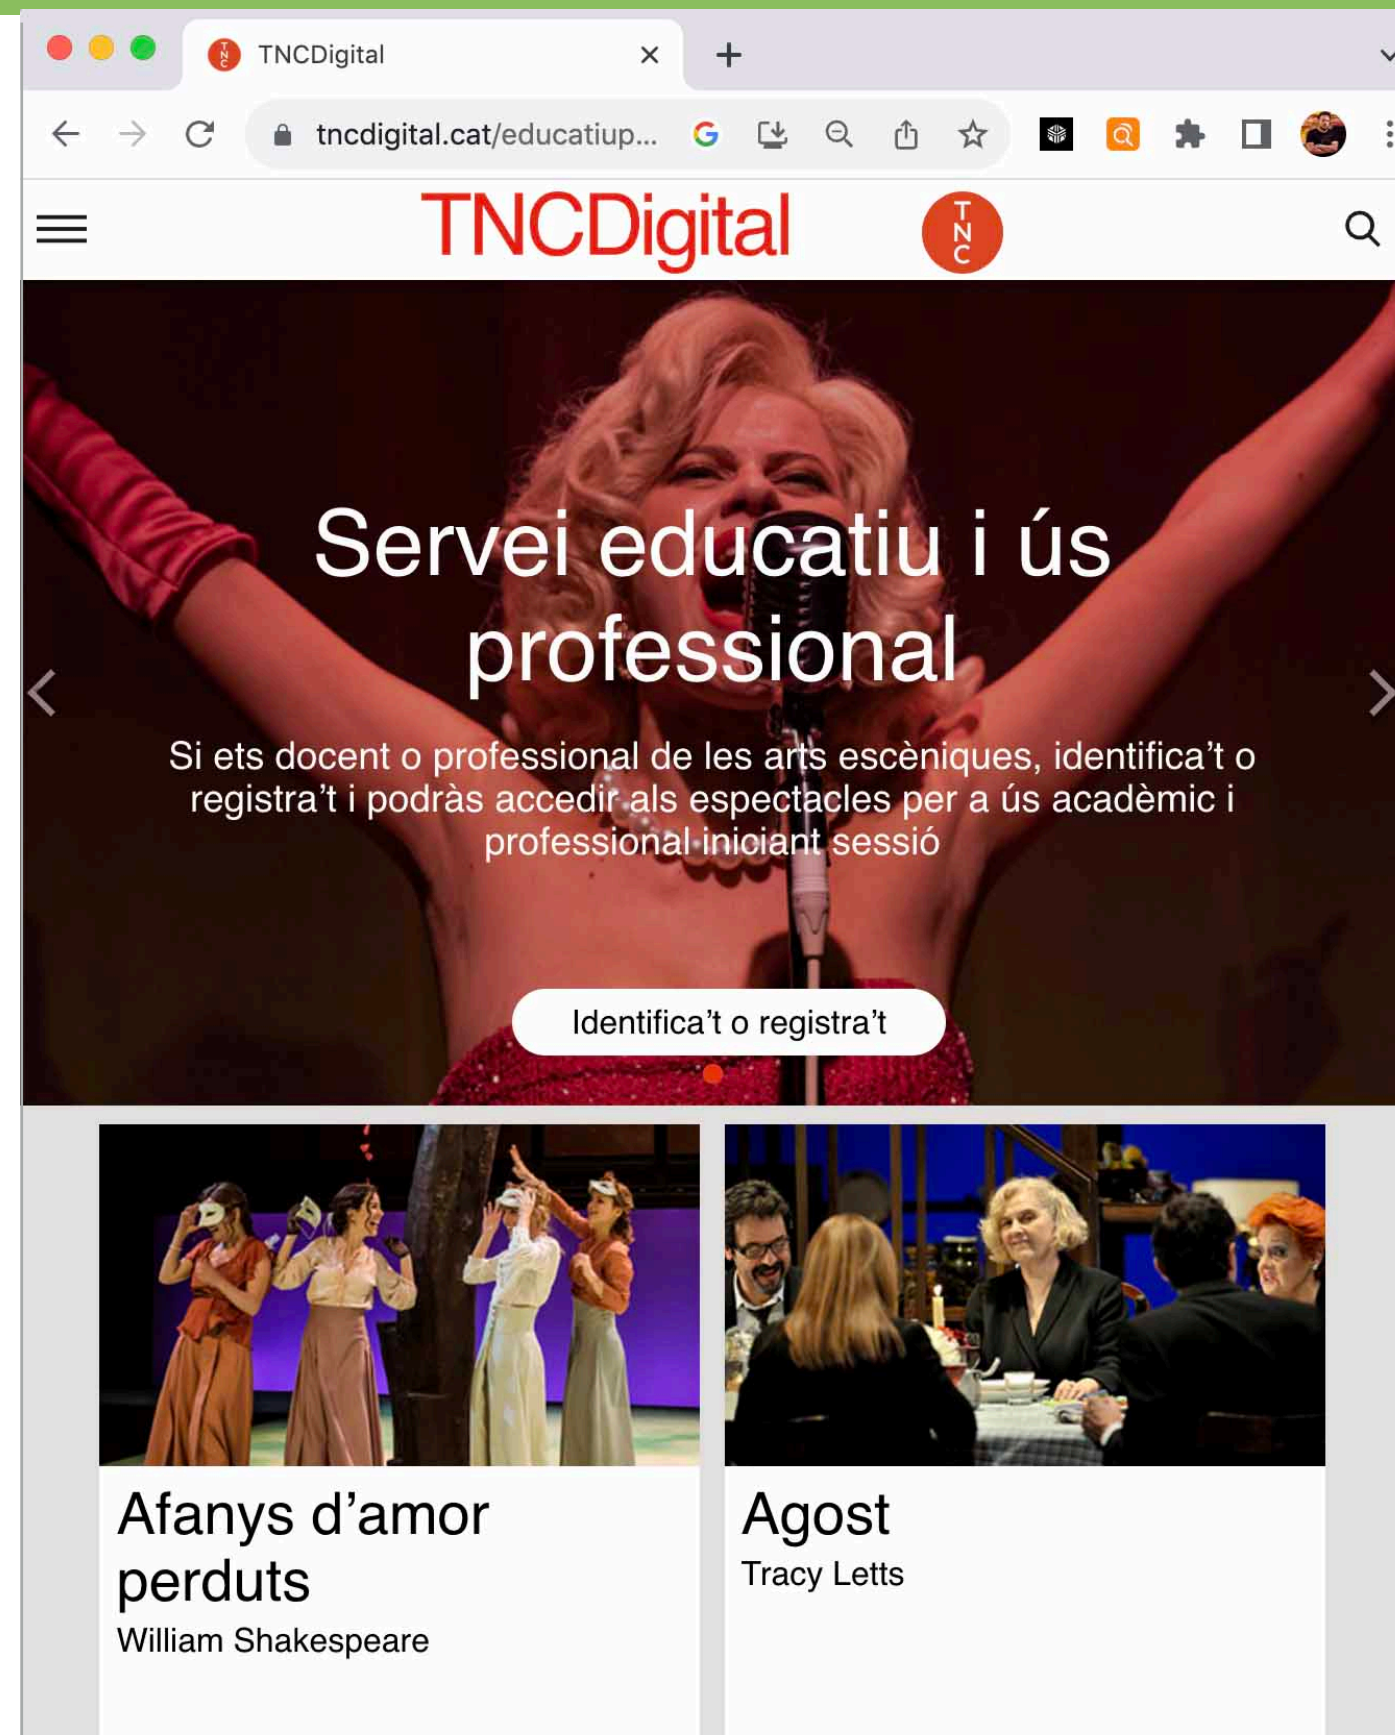 TNCDigital
tncdigital.cat/educatiup...
TNCDigital
TNC
Servei educatiu i ús
professional
Si ets docent o professional de les arts escèniques, identifica’t o
registra’t i podràs accedir als espectacles per a ús acadèmic i
professional iniciant sessió
Identifica’t o registra’t
Afanys d’amor
perduts
William Shakespeare
Agost
Tracy Letts